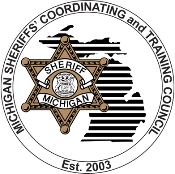 MICHIGAN SHERIFFS' COORDINATING and TRAINING COUNCIL
SHERIFF
MICHIGAN
Est. 2003